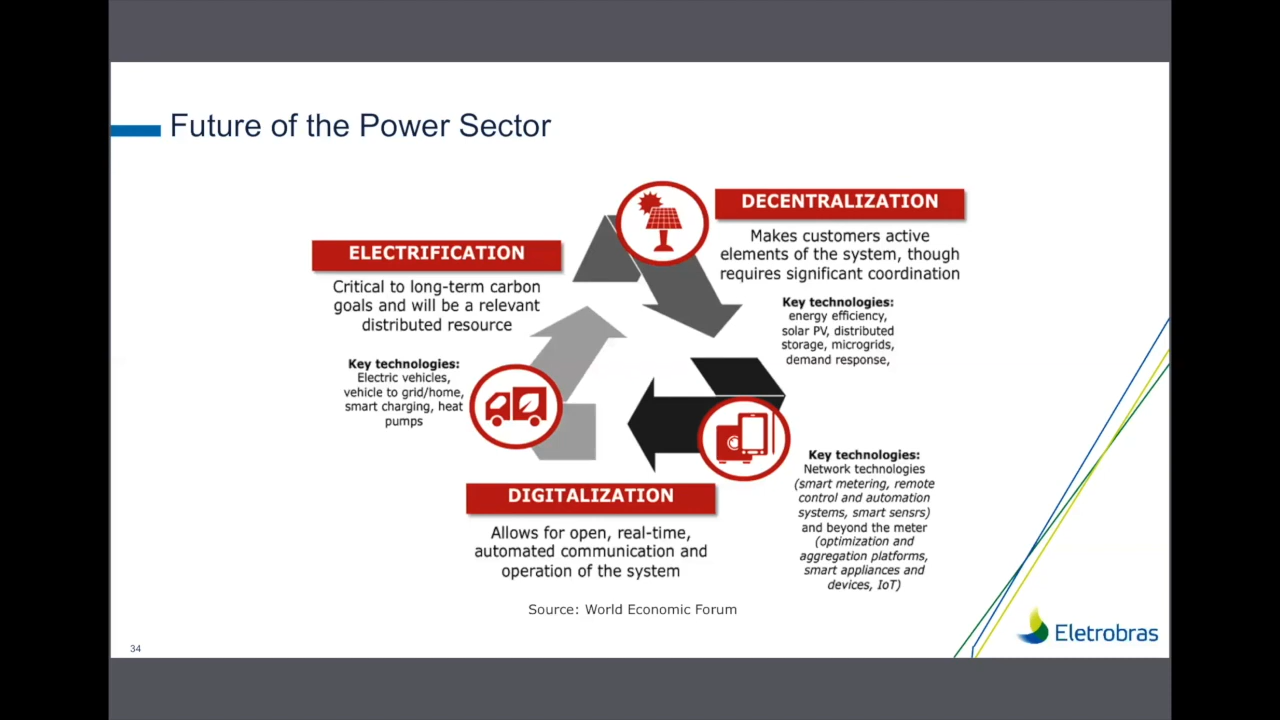 Future of the Power Sector
DECENTRALIZATION
Makes customers active
elements of the system, though
requires significant coordination
Key technologies:
energy efficiency,
solar PV, distributed
storage, microgrids,
demand response,
ELECTRIFICATION
Critical to long-term carbon
goals and will be a relevant
distributed resource
Key technologies:
Electric vehicles,
vehicle to grid/home,
smart charging, heat
pumps
DIGITALIZATION
Allows for open, real-time,
automated communication and
operation of the system
Key technologies:
Network technologies
(smart metering, remote
control and automation
systems, smart sensrs)
and beyond the meter
(optimization and
aggregation platforms,
smart appliances and
devices, IoT)
Source: World Economic Forum
34
Eletrobras